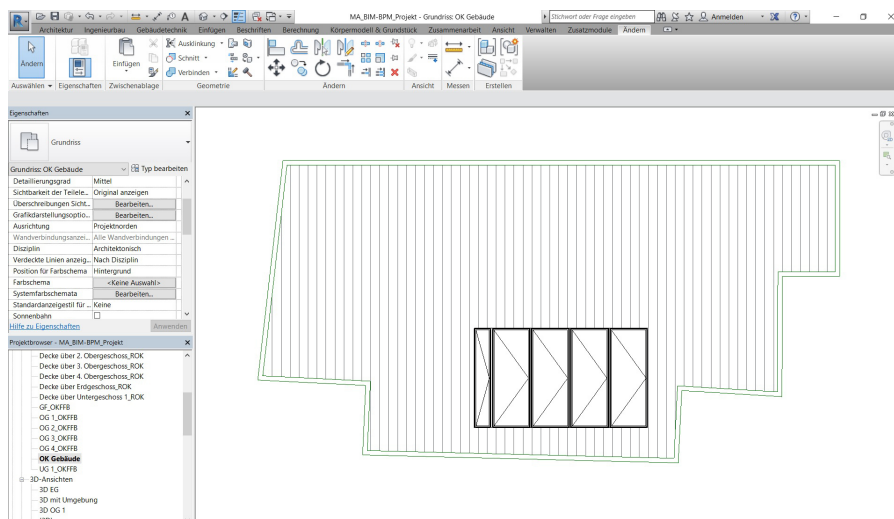 MA_BIM-BPM_Projekt - Grundriss: OK Gebäude
Stichwort oder Frage eingeben
Anmelden
Architektur Ingenieurbau Gebäudetechnik Einfügen Beschriften Berechnung Körpermodell & Grundstück Zusammenarbeit Ansicht Verwalten Zusatzmodule Ändern
Ändern
Einfügen
Ausklinkung
Schnitt
Verbinden
Auswählen Eigenschaften Zwischenablage Geometrie Ändern Ansicht Messen Erstellen
Eigenschaften
Grundriss
Grundriss: OK Gebäude Typ bearbeiten
Detaillierungsgrad Mittel
Sichtbarkeit der Teilele... Original anzeigen
Überschreibungen Sicht... Bearbeiten...
Grafikdarstellungsoptio... Bearbeiten...
Ausrichtung Projektnorden
Wandverbindungsanzei... Alle Wandverbindungen ...
Disziplin Architektonisch
Verdeckte Linien anzeig... Nach Disziplin
Position für Farbschema Hintergrund
Farbschema <Keine Auswahl>
Systemfarbschemata Bearbeiten...
Standardanzeigestil für ... Keine
Sonnenbahn
Hilfe zu Eigenschaften Anwenden
Projektbrowser - MA_BIM-BPM_Projekt
Decke über 2. Obergeschoss_ROK
Decke über 3. Obergeschoss_ROK
Decke über 4. Obergeschoss_ROK
Decke über Erdgeschoss_ROK
Decke über Untergeschoss 1_ROK
GF_OKFFB
OG 1_OKFFB
OG 2_OKFFB
OG 3_OKFFB
OG 4_OKFFB
OK Gebäude
UG 1_OKFFB
3D-Ansichten
3D EG
3D mit Umgebung
3D OG 1